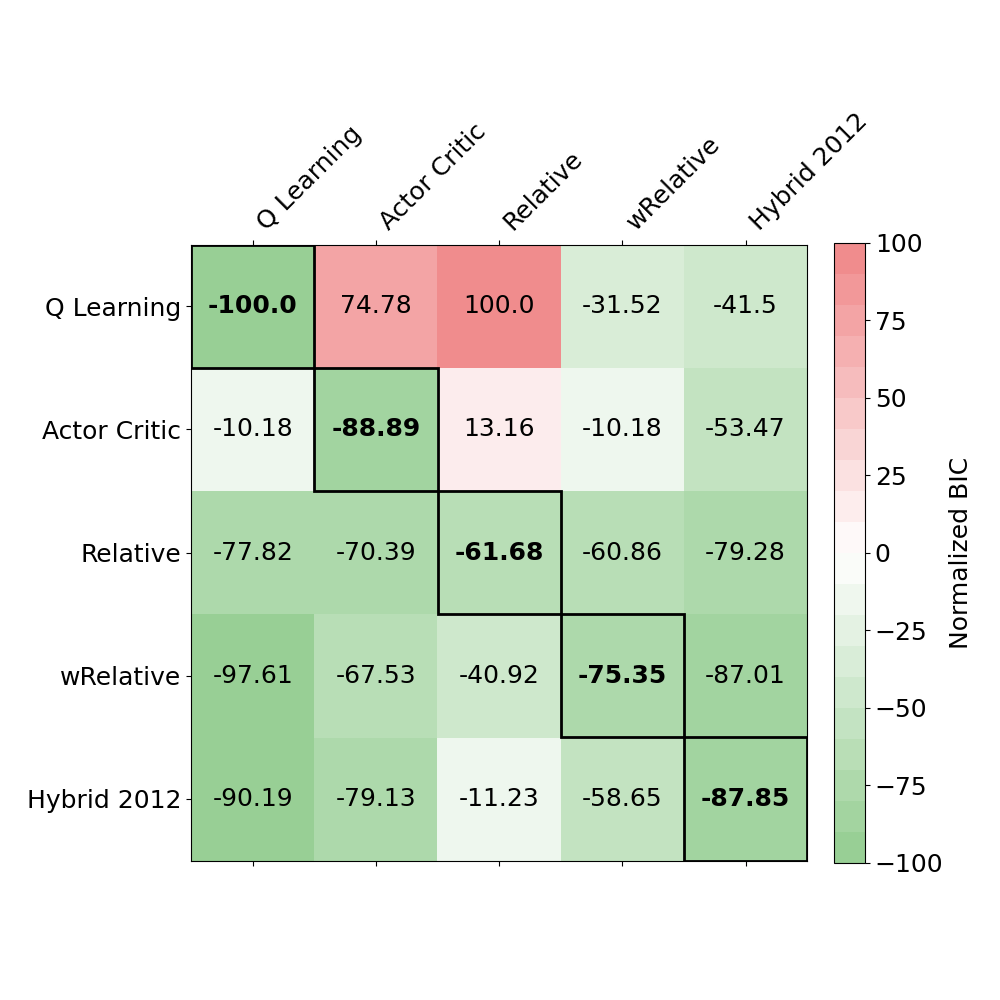 Q Learning
Actor Critic
Relative
wRelative
Hybrid 2012
Q Learning -100.0 74.78 100.0 -31.52 -41.5
Actor Critic -10.18 -88.89 13.16 -10.18 -53.47
Relative -77.82 -70.39 -61.68 -60.86 -79.28
wRelative -97.61 -67.53 -40.92 -75.35 -87.01
Hybrid 2012 -90.19 -79.13 -11.23 -58.65 -87.85
100
75
50
25
0
−25
−50
−75
−100
Normalized BIC